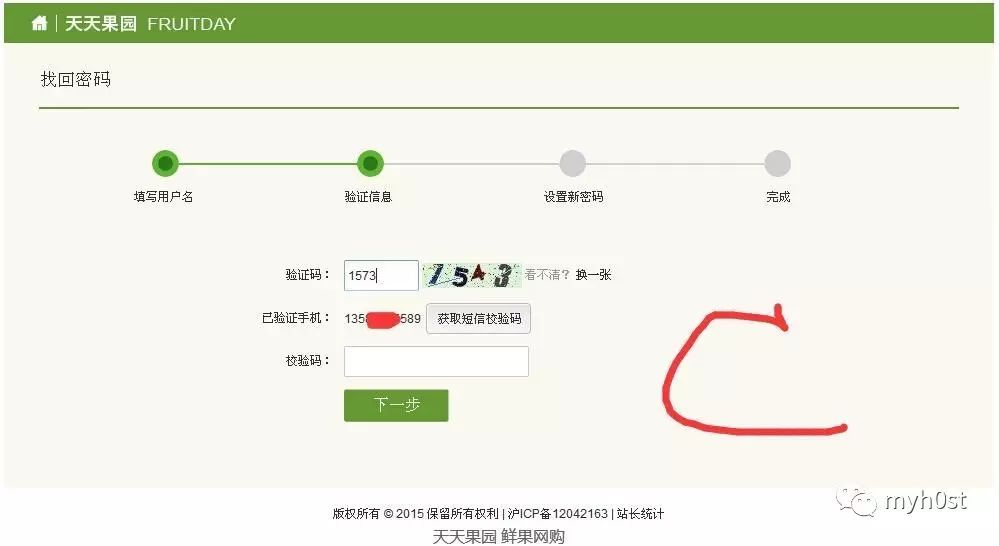 天天果园 FRUITDAY
找回密码
填写用户名 验证信息 设置新密码 完成
验证码： 1573 看不清？ 换一张
已验证手机： 135 589 获取短信校验码
校验码：
下一步
myh0st
版权所有 © 2015 保留所有权利 | 沪ICP备12042163 | 站长统计
天天果园 鲜果网购